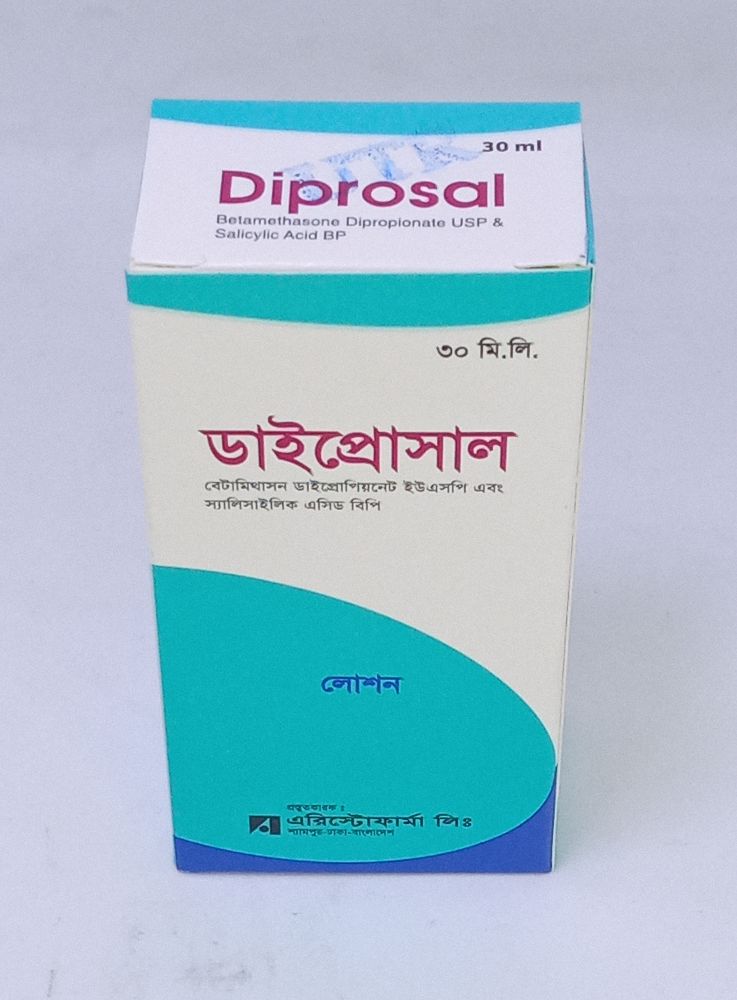 30 ml
Diprosal
Betamethasone Dipropionate USP &
Salicylic Acid BP
৩০ মি.লি.
ডাইপ্রোসাল
বেটামিথাসন ডাইপ্রোপিয়নেট ইউএসপি এবং
স্যালিসাইলিক এসিড বিপি
লোশন
প্রস্তুতকারক :
এরিস্টোফার্মা লিঃ
শ্যামপুর-ঢাকা-বাংলাদেশ